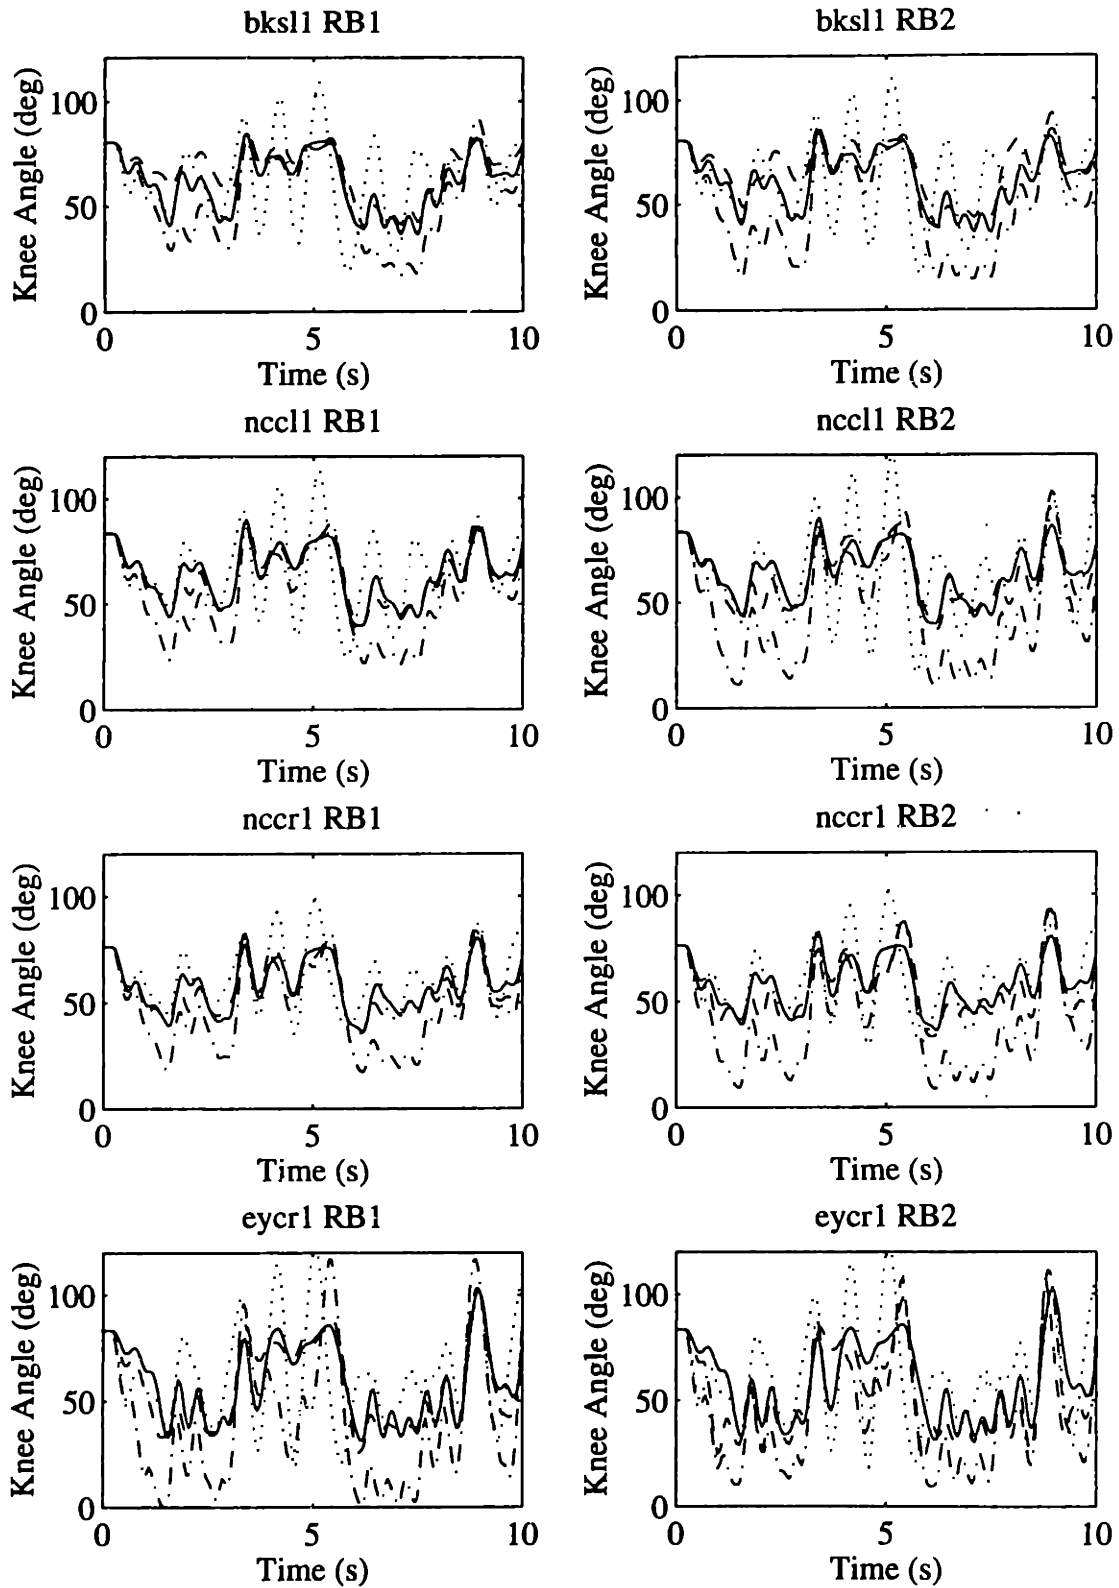 bksl1 RB1
bksl1 RB2
Knee Angle (deg)
100
50
0
0 5 10
Time (s)
Knee Angle (deg)
100
50
0
0 5 10
Time (s)
nccl1 RB1
nccl1 RB2
Knee Angle (deg)
100
50
0
0 5 10
Time (s)
Knee Angle (deg)
100
50
0
0 5 10
Time (s)
nccr1 RB1
nccr1 RB2
Knee Angle (deg)
100
50
0
0 5 10
Time (s)
Knee Angle (deg)
100
50
0
0 5 10
Time (s)
eycr1 RB1
eycr1 RB2
Knee Angle (deg)
100
50
0
0 5 10
Time (s)
Knee Angle (deg)
100
50
0
0 5 10
Time (s)